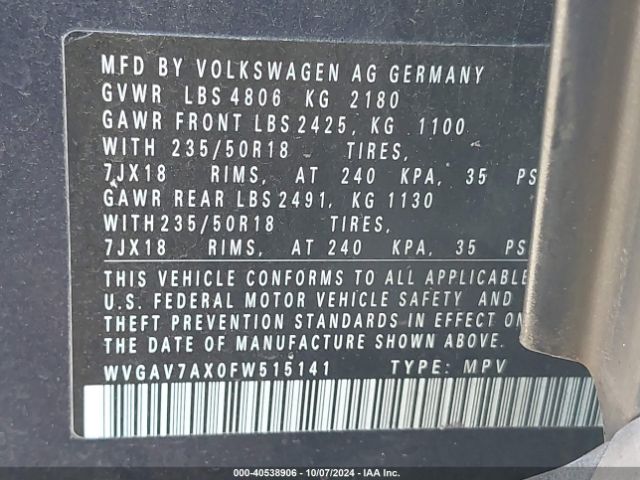 MFD BY VOLKSWAGEN AG GERMANY
GVWR LBS 4806 KG 2180
GAWR FRONT LBS 2425, KG 1100
WITH 235/50R18 TIRES,
7JX18 RIMS, AT 240 KPA, 35 PS
GAWR REAR LBS 2491, KG 1130
WITH 235/50R18 TIRES,
7JX18 RIMS, AT 240 KPA, 35 PS
THIS VEHICLE CONFORMS TO ALL APPLICABLE
U.S. FEDERAL MOTOR VEHICLE SAFETY AND
THEFT PREVENTION STANDARDS IN EFFECT ON
THE DATE OF MANUFACTURE SHOWN ABOVE.
WVGAV7AX0FW515141 TYPE: MPV
000-40538906 - 10/07/2024 - IAA Inc.